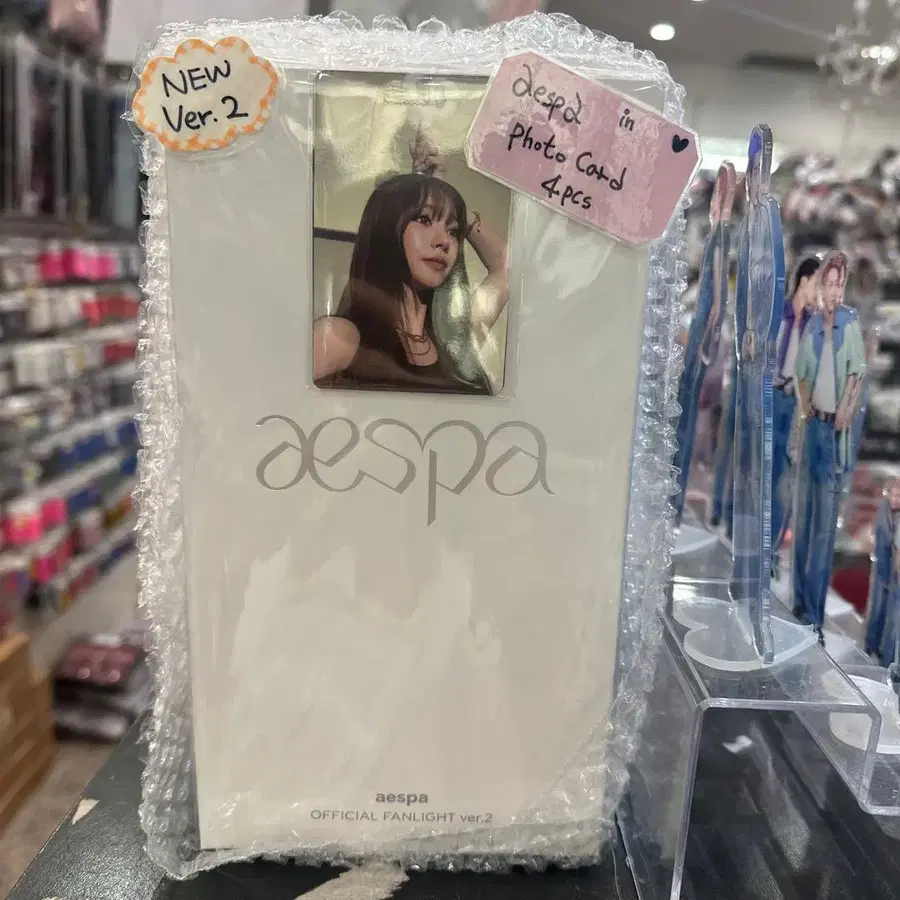 NEW
Ver.2
aespa in
Photo Card
4pcs
aespa
aespa
OFFICIAL FANLIGHT ver.2